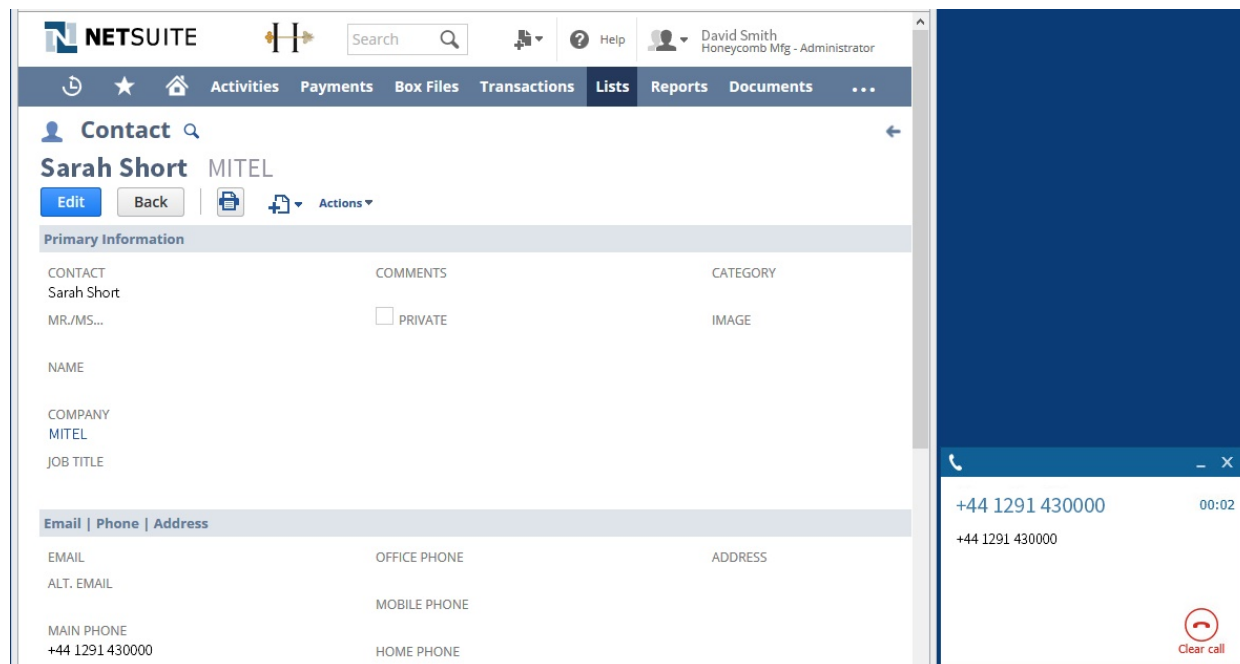 NETSUITE
H
Search
Help
David Smith
Honeycomb Mfg - Administrator
Activities Payments Box Files Transactions Lists Reports Documents ...
Contact
Sarah Short MITEL
Edit Back Actions
Primary Information
CONTACT COMMENTS CATEGORY
Sarah Short
MR./MS... PRIVATE IMAGE
NAME
COMPANY
MITEL
JOB TITLE
Email | Phone | Address
EMAIL OFFICE PHONE ADDRESS
ALT. EMAIL
MOBILE PHONE
MAIN PHONE
+44 1291 430000
HOME PHONE
+44 1291 430000 00:02
+44 1291 430000
Clear call